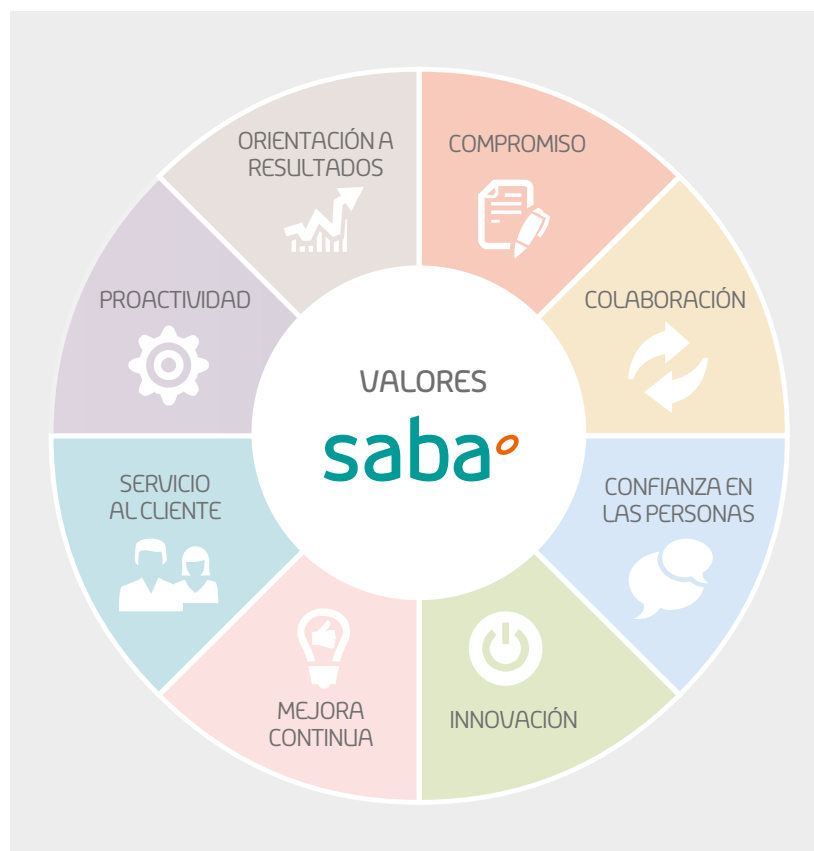 ORIENTACIÓN A
RESULTADOS
COMPROMISO
PROACTIVIDAD
COLABORACIÓN
VALORES
saba
SERVICIO
AL CLIENTE
CONFIANZA EN
LAS PERSONAS
MEJORA
CONTINUA
INNOVACIÓN